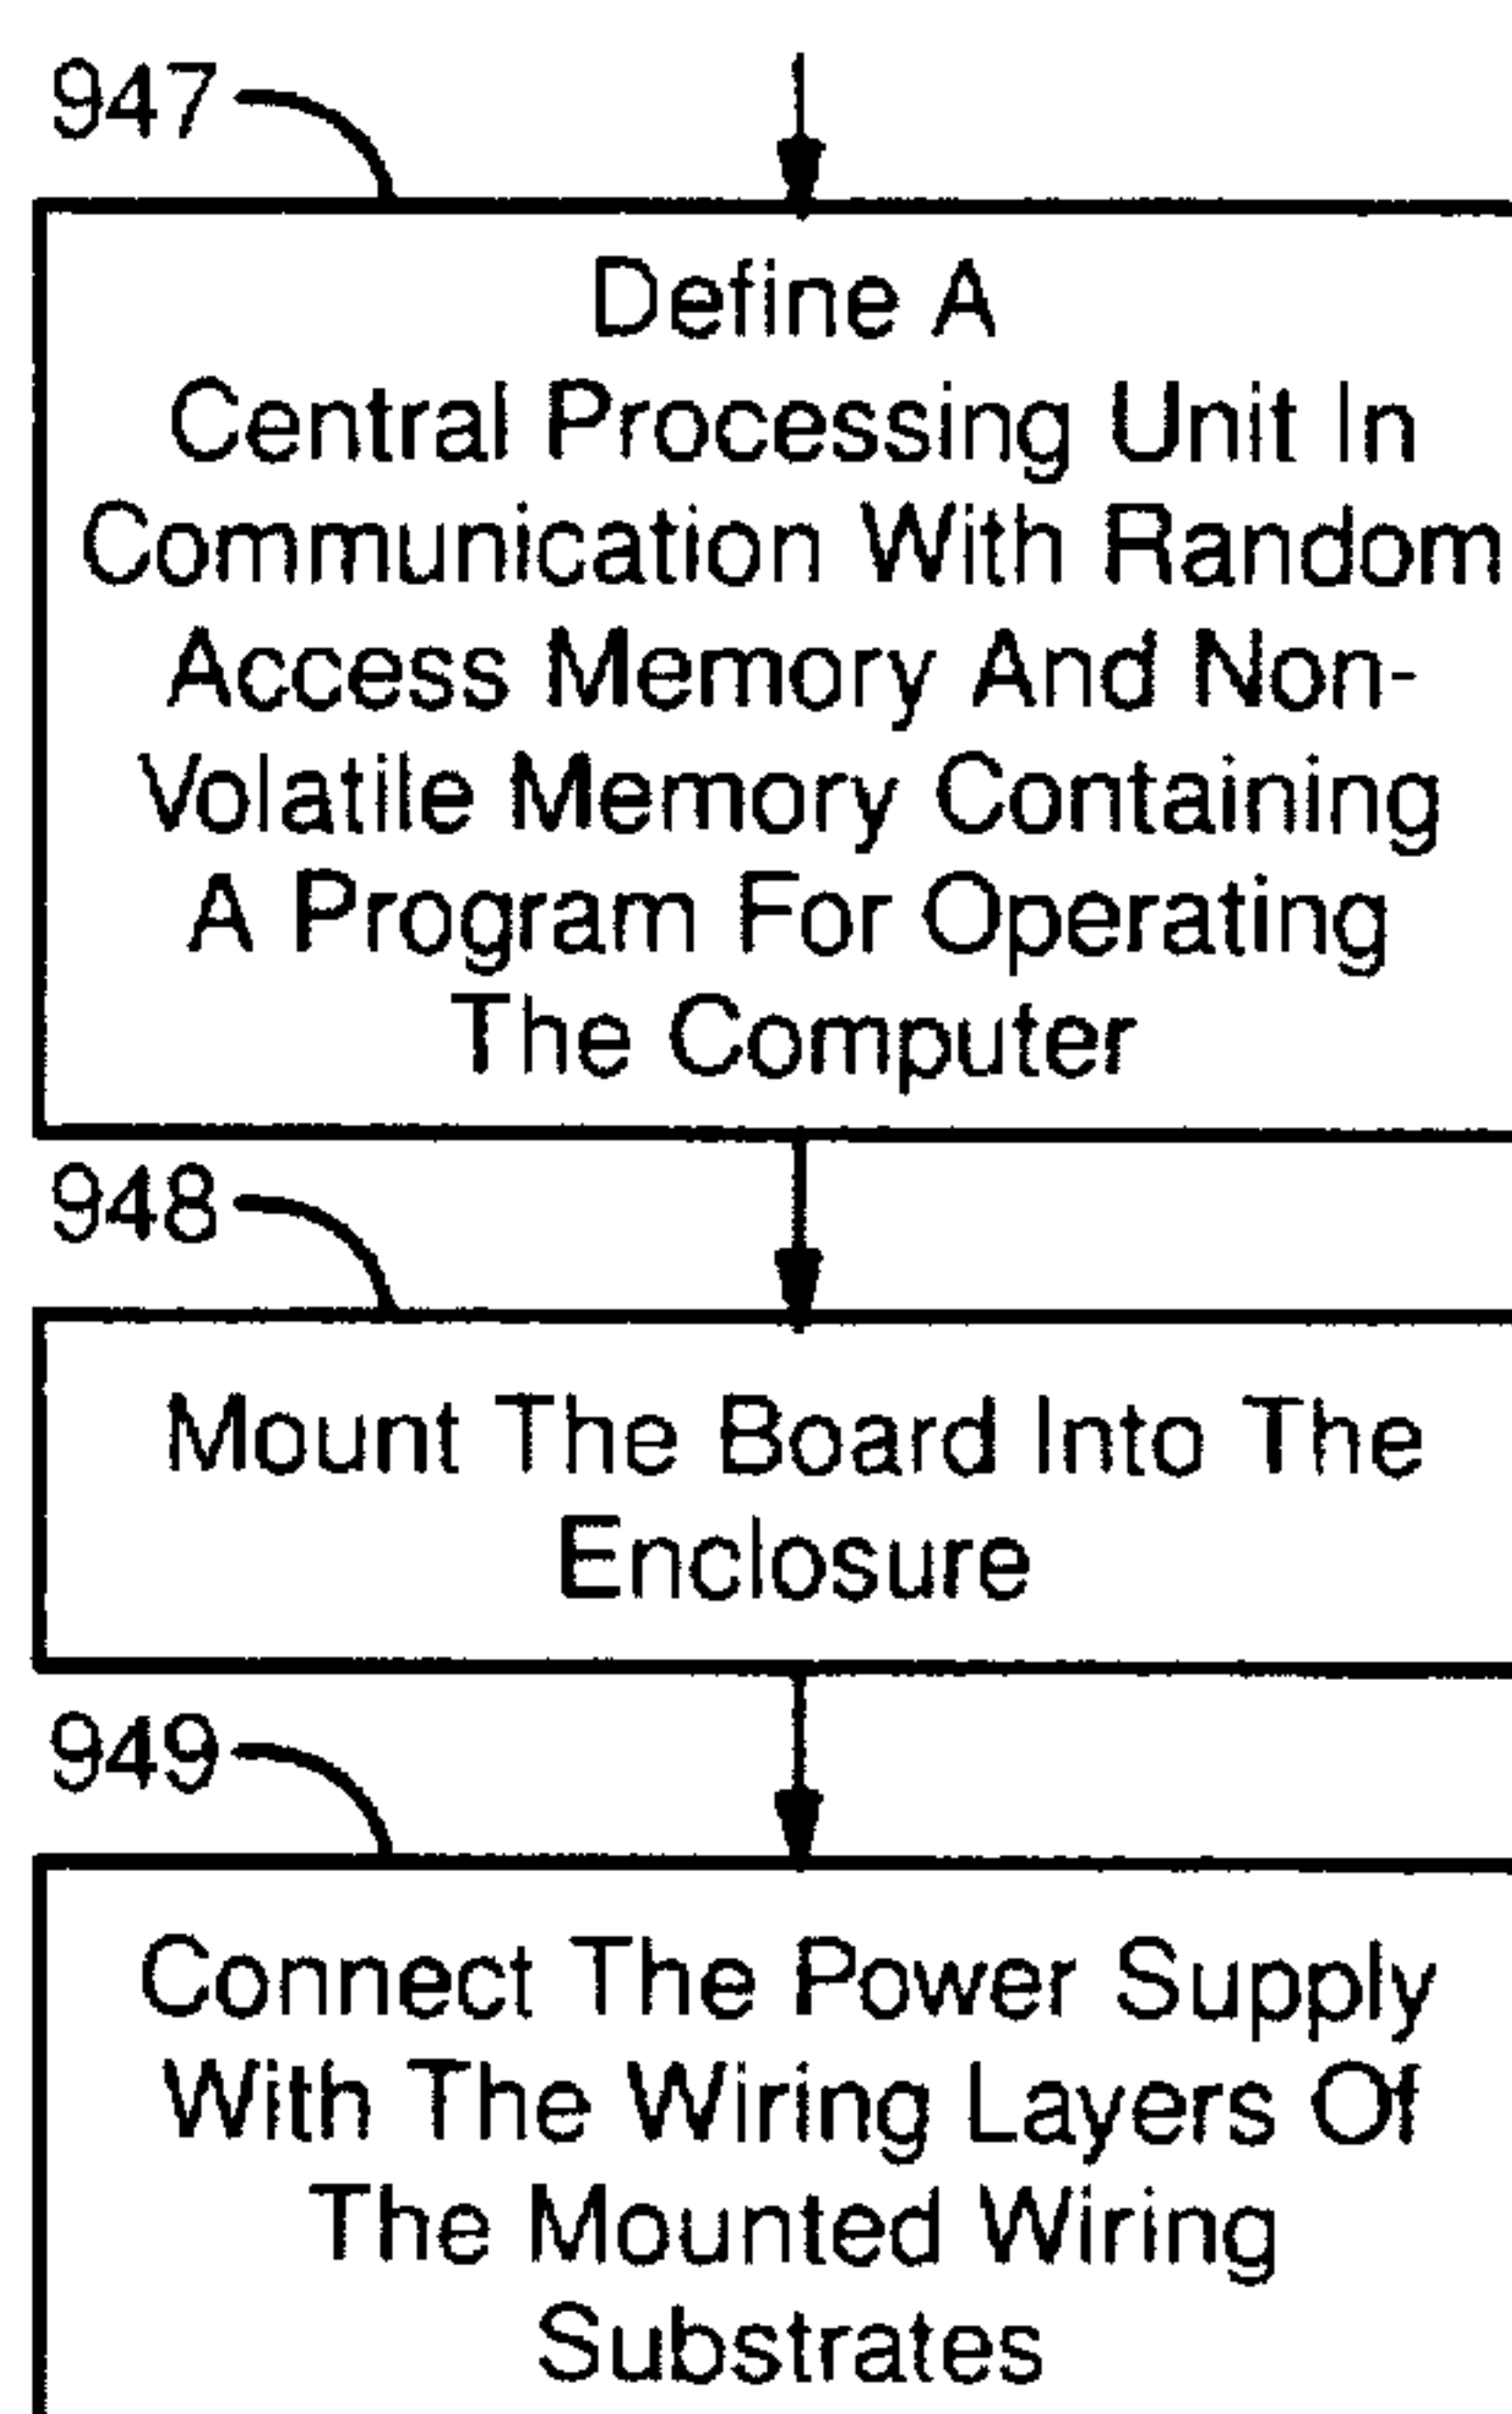 947
Define A
Central Processing Unit In
Communication With Random
Access Memory And Non-
Volatile Memory Containing
A Program For Operating
The Computer
948
Mount The Board Into The
Enclosure
949
Connect The Power Supply
With The Wiring Layers Of
The Mounted Wiring
Substrates